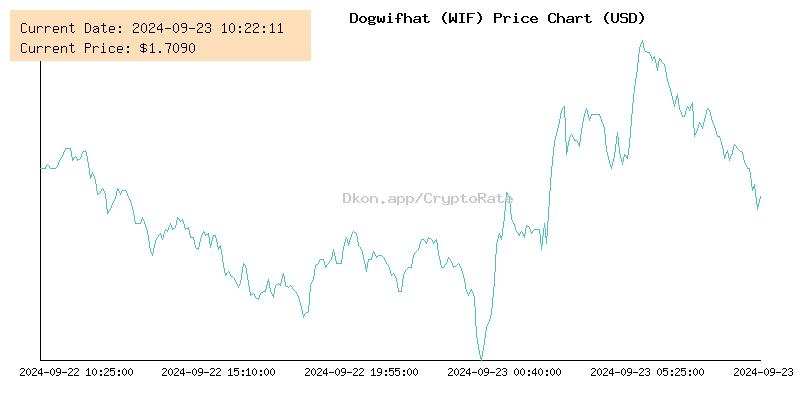 Dogwifhat (WIF) Price Chart (USD)
Current Date: 2024-09-23 10:22:11
Current Price: $1.7090
Dkon.app/CryptoRate
2024-09-22 10:25:00
2024-09-22 15:10:00
2024-09-22 19:55:00
2024-09-23 00:40:00
2024-09-23 05:25:00
2024-09-23